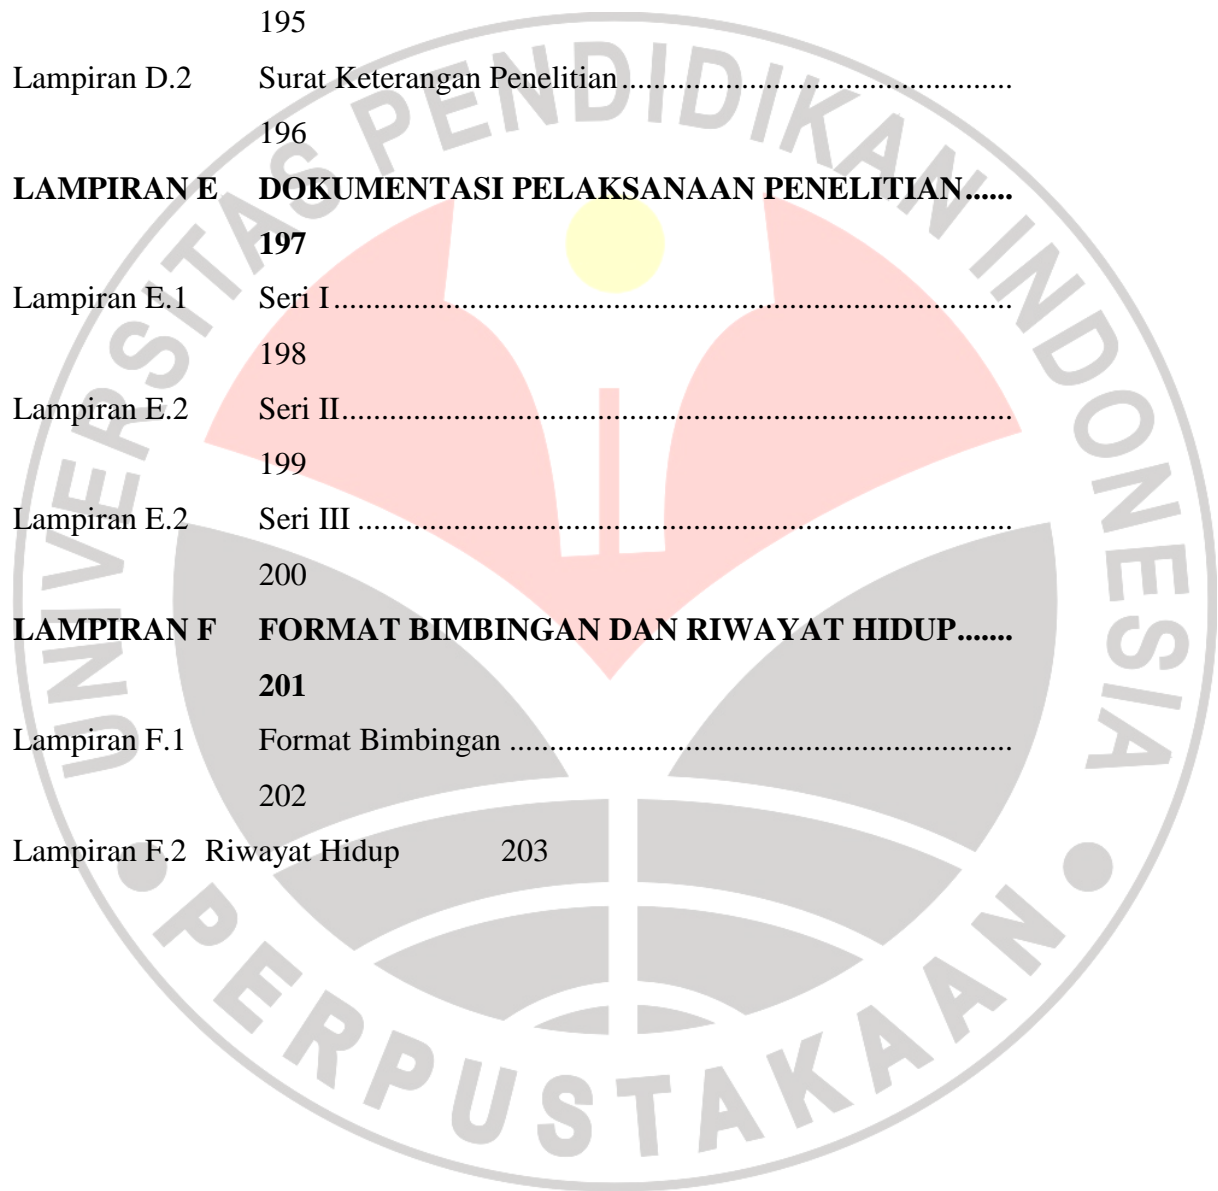 195
Lampiran D.2 Surat Keterangan Penelitian................................................
196
LAMPIRAN E DOKUMENTASI PELAKSANAAN PENELITIAN......
197
Lampiran E.1 Seri I.....................................................................................
198
Lampiran E.2 Seri II....................................................................................
199
Lampiran E.2 Seri III ..................................................................................
200
LAMPIRAN F FORMAT BIMBINGAN DAN RIWAYAT HIDUP.......
201
Lampiran F.1 Format Bimbingan ...............................................................
202
Lampiran F.2 Riwayat Hidup 203
UNIVERSITAS PENDIDIKAN INDONESIA
PERPUSTAKAAN